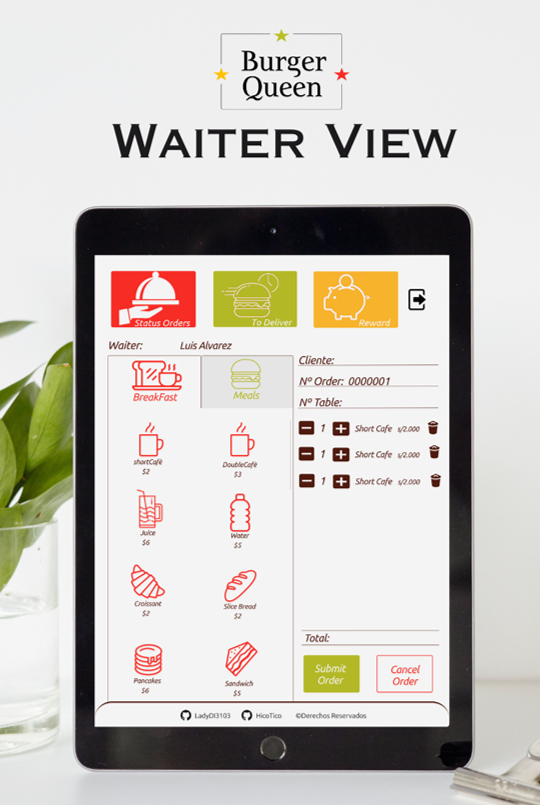 Burger
Queen
WAITER VIEW
Status Orders
To Deliver
Reward
Waiter: Luis Alvarez
BreakFast
Meals
Cliente:
Nº Order: 0000001
Nº Table:
1 Short Cafe s/2.000
1 Short Cafe s/2.000
1 Short Cafe s/2.000
shortCafé
$2
DoubleCafé
$3
Juice
$6
Water
$5
Croissant
$2
Slice Bread
$2
Pancakes
$6
Sandwich
$5
Total:
Submit
Order
Cancel
Order
LadyDI3103 HicoTico ©Derechos Reservados